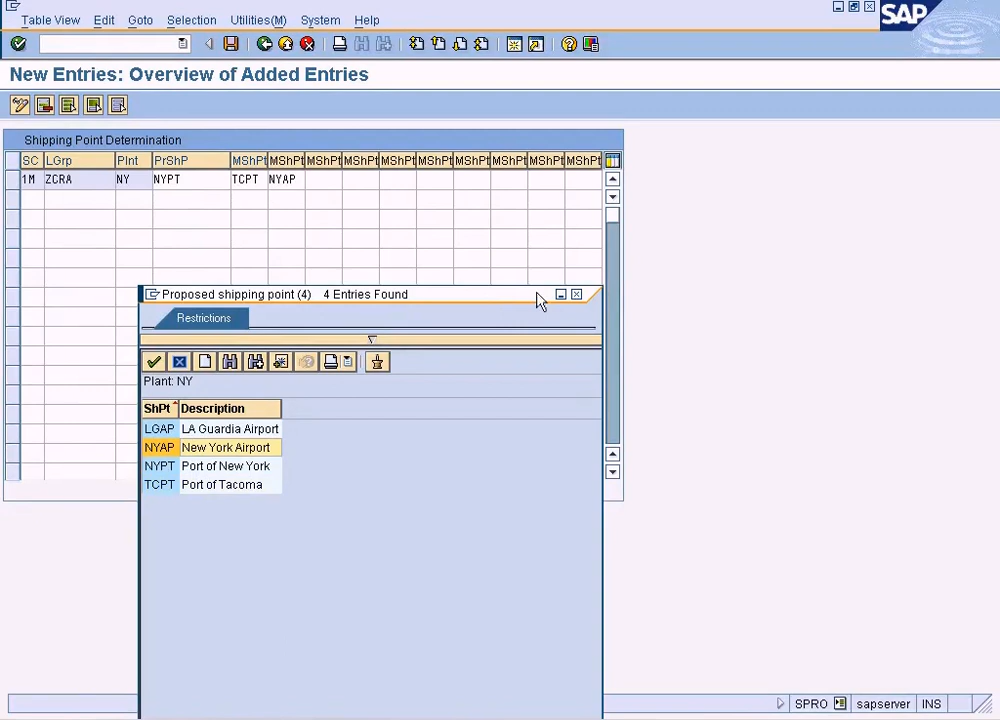 Table View Edit Goto Selection Utilities(M) System Help
SAP
New Entries: Overview of Added Entries
Shipping Point Determination
SC LGrp Plnt PrShP MShPt MShPt MShPt MShPt MShPt MShPt MShPt MShPt MShPt MShPt
1M ZCRA NY NYPT TCPT NYAP
Proposed shipping point (4) 4 Entries Found
Restrictions
Plant: NY
ShPt Description
LGAP LA Guardia Airport
NYAP New York Airport
NYPT Port of New York
TCPT Port of Tacoma
SPRO sapserver INS